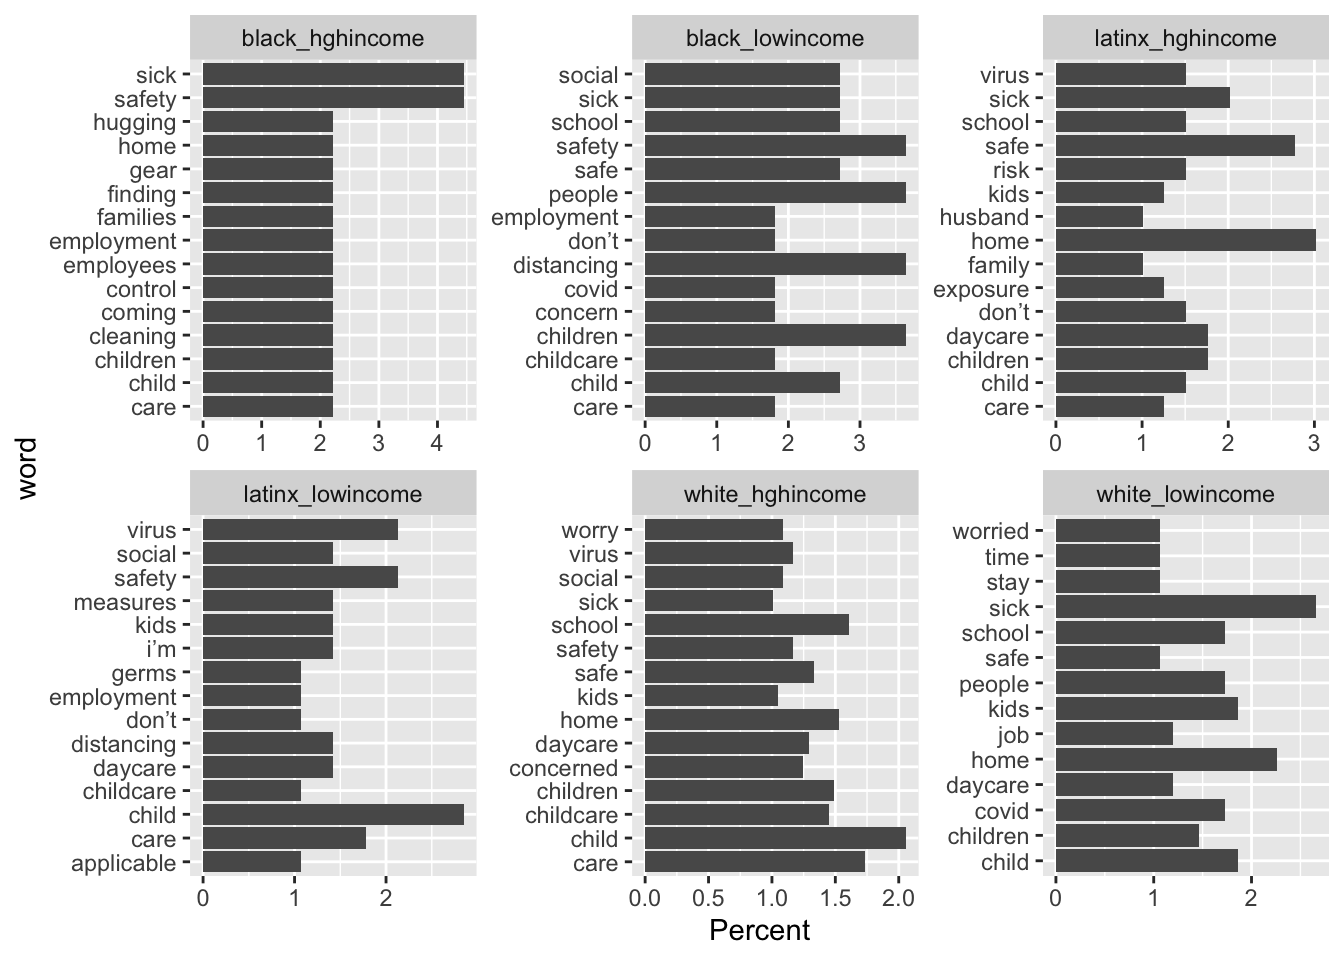 black_hghincome
sick
safety
hugging
home
gear
finding
families
employment
employees
control
coming
cleaning
children
child
care
0 1 2 3 4
black_lowincome
social
sick
school
safety
safe
people
employment
don’t
distancing
covid
concern
children
childcare
child
care
0 1 2 3
latinx_hghincome
virus
sick
school
safe
risk
kids
husband
home
family
exposure
don’t
daycare
children
child
care
0 1 2 3
word
latinx_lowincome
virus
social
safety
measures
kids
i’m
germs
employment
don’t
distancing
daycare
childcare
child
care
applicable
0 1 2
white_hghincome
worry
virus
social
sick
school
safety
safe
kids
home
daycare
concerned
children
childcare
child
care
0.0 0.5 1.0 1.5 2.0
white_lowincome
worried
time
stay
sick
school
safe
people
kids
job
home
daycare
covid
children
child
0 1 2
Percent